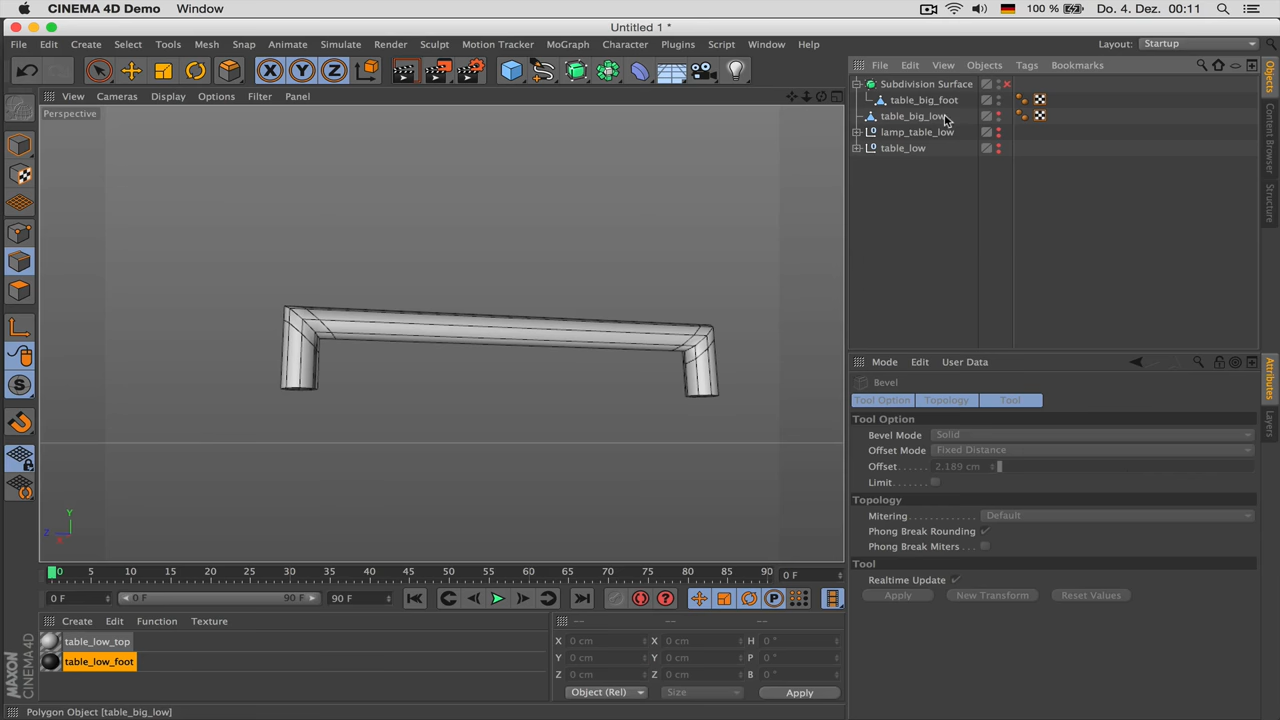 CINEMA 4D Demo Window 100 % Do. 4. Dez. 00:11
Untitled 1 *
File Edit Create Select Tools Mesh Snap Animate Simulate Render Sculpt Motion Tracker MoGraph Character Plugins Script Window Help Layout: Startup
File Edit View Objects Tags Bookmarks
Subdivision Surface
table_big_foot
table_big_low
lamp_table_low
table_low
View Cameras Display Options Filter Panel
Perspective
Y
Z
X
Objects
Content Browser
Structure
Mode Edit User Data
Bevel
Tool Option Topology Tool
Tool Option
Bevel Mode Solid
Offset Mode Fixed Distance
Offset 2.189 cm
Limit
Topology
Mitering Default
Phong Break Rounding
Phong Break Miters
Tool
Realtime Update
Apply New Transform Reset Values
Attributes
Layers
0 5 10 15 20 25 30 35 40 45 50 55 60 65 70 75 80 85 90 0 F
0 F 0 F 90 F 90 F
Create Edit Function Texture
table_low_top
table_low_foot
-- -- --
X 0 cm X 0 cm H 0 °
Y 0 cm Y 0 cm P 0 °
Z 0 cm Z 0 cm B 0 °
Object (Rel) Size Apply
MAXON CINEMA 4D
Polygon Object [table_big_low]